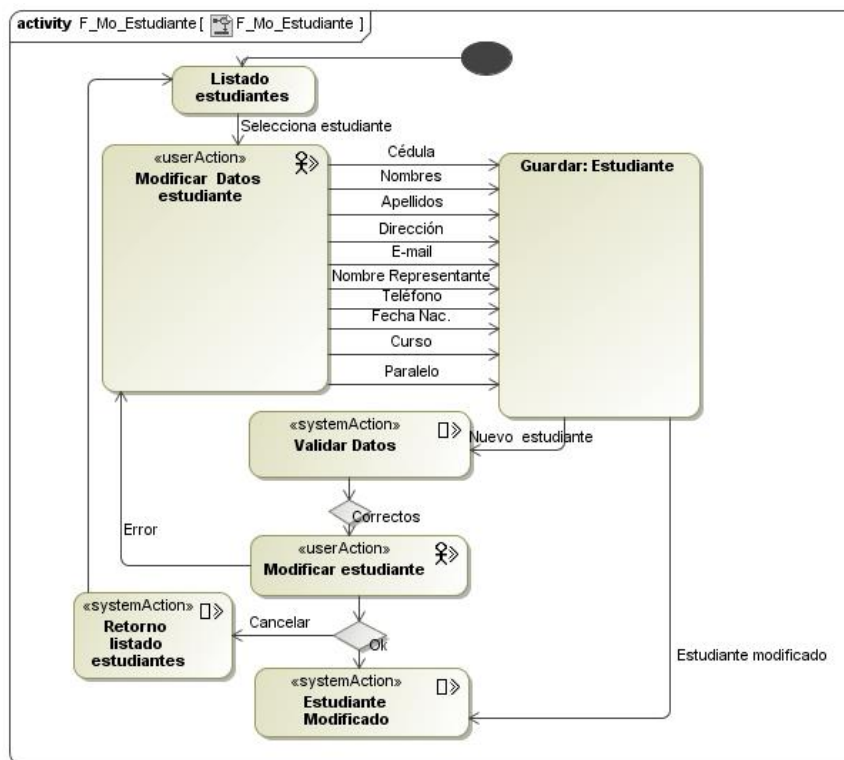 activity F_Mo_Estudiante [ F_Mo_Estudiante ]
Listado
estudiantes
Selecciona estudiante
«userAction»
Modificar Datos
estudiante
Cédula
Nombres
Apellidos
Dirección
E-mail
Nombre Representante
Teléfono
Fecha Nac.
Curso
Paralelo
Guardar: Estudiante
«systemAction»
Validar Datos
Nuevo estudiante
Correctos
Error
«userAction»
Modificar estudiante
«systemAction»
Retorno
listado
estudiantes
Cancelar
Ok
Estudiante modificado
«systemAction»
Estudiante
Modificado